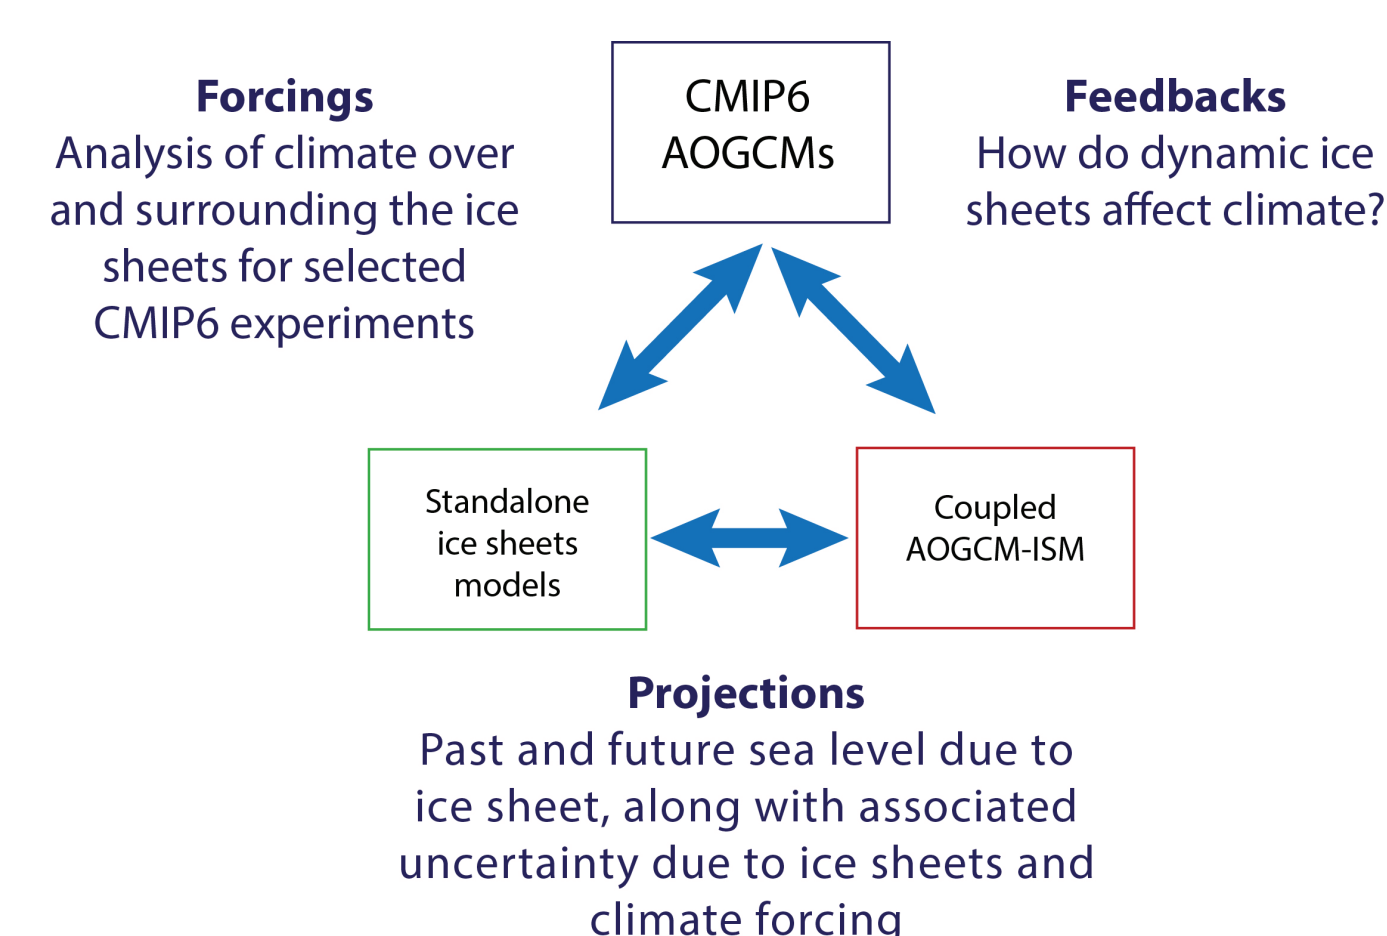 Forcings
Analysis of climate over
and surrounding the ice
sheets for selected
CMIP6 experiments
CMIP6
AOGCMs
Feedbacks
How do dynamic ice
sheets affect climate?
Standalone
ice sheets
models
Coupled
AOGCM-ISM
Projections
Past and future sea level due to
ice sheet, along with associated
uncertainty due to ice sheets and
climate forcing